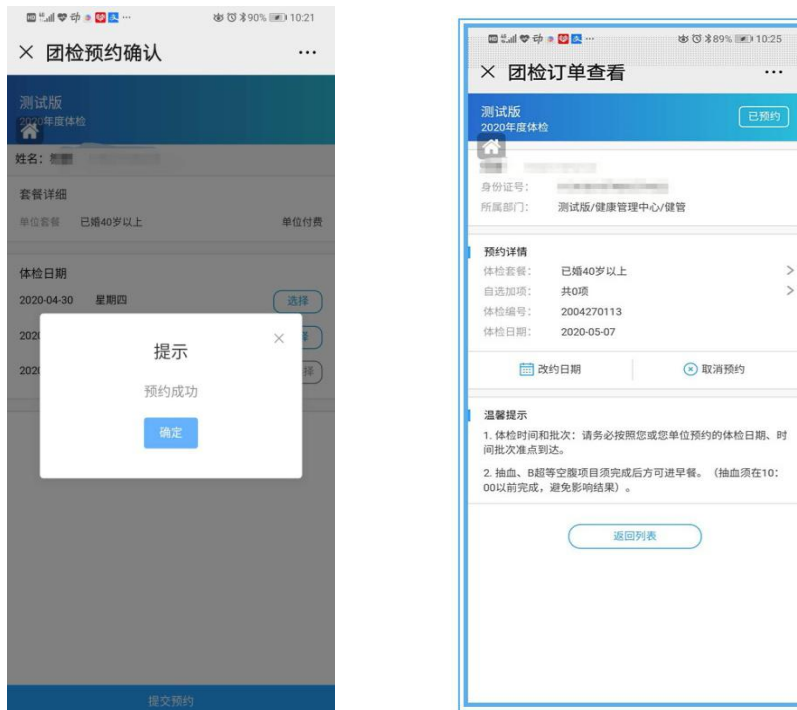 90% 10:21
团检预约确认
测试版
2020年度体检
姓名：
套餐详细
单位套餐 已婚40岁以上 单位付费
体检日期
2020-04-30 星期四 选择
202
择
202
择
提示
预约成功
确定
提交预约
89% 10:25
团检订单查看
测试版
2020年度体检
已预约
身份证号：
所属部门： 测试版/健康管理中心/健管
预约详情
体检套餐： 已婚40岁以上
自选加项： 共0项
体检编号： 2004270113
体检日期： 2020-05-07
改约日期 取消预约
温馨提示
1. 体检时间和批次：请务必按照您或您单位预约的体检日期、时
间批次准点到达。
2. 抽血、B超等空腹项目须完成后方可进早餐。（抽血须在10：
00以前完成，避免影响结果）。
返回列表